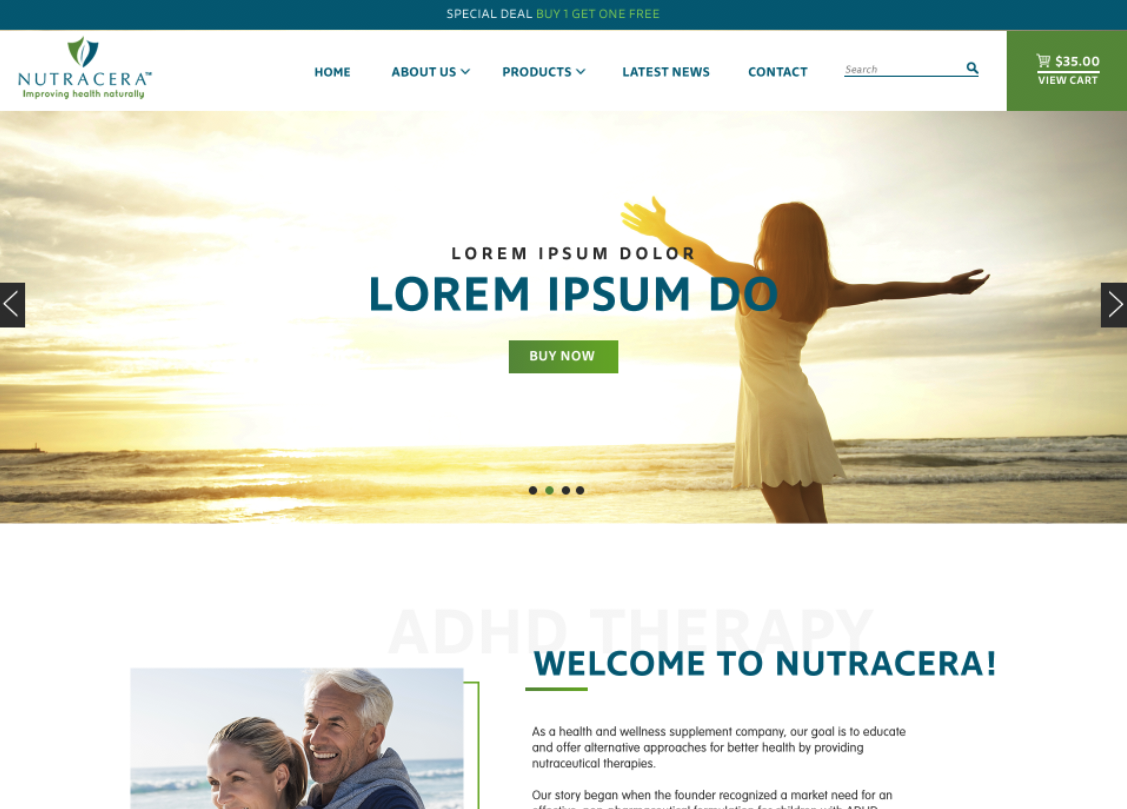 SPECIAL DEAL BUY 1 GET ONE FREE
NUTRACERA™
Improving health naturally
HOME
ABOUT US
PRODUCTS
LATEST NEWS
CONTACT
Search
$35.00
VIEW CART
LOREM IPSUM DOLOR
LOREM IPSUM DO
BUY NOW
ADHD THERAPY
WELCOME TO NUTRACERA!
As a health and wellness supplement company, our goal is to educate
and offer alternative approaches for better health by providing
nutraceutical therapies.
Our story began when the founder recognized a market need for an